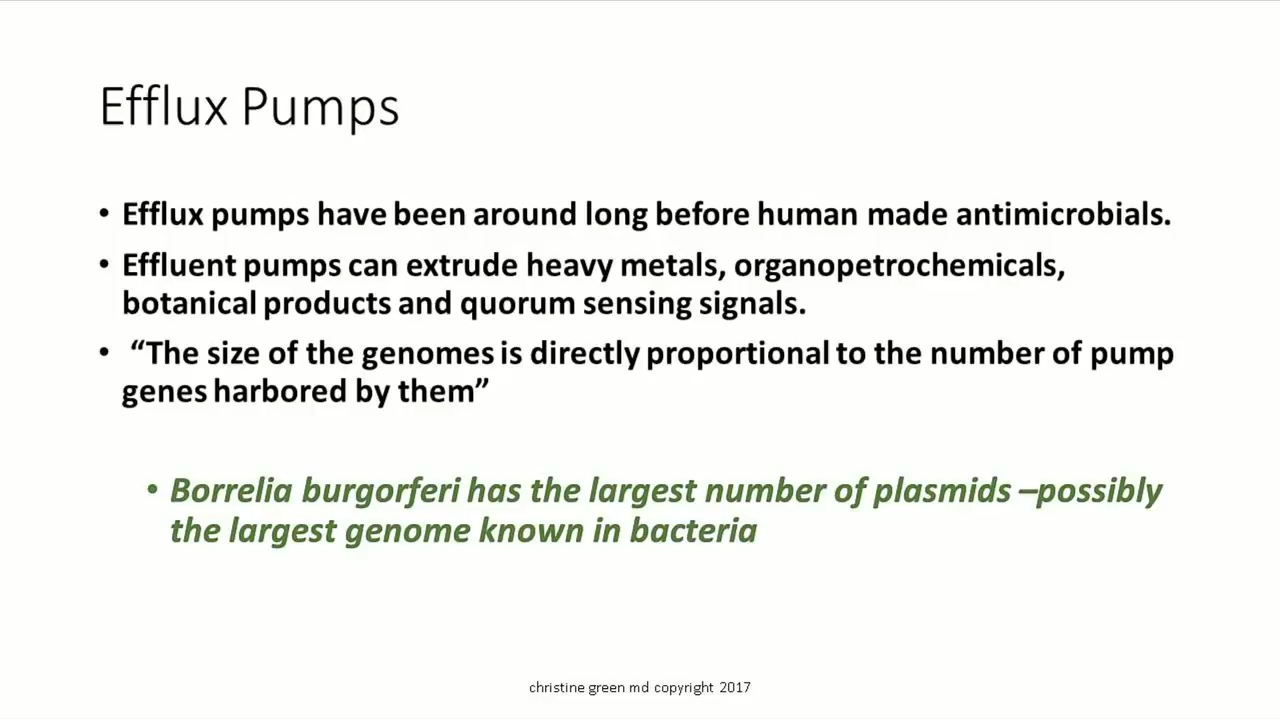 Efflux Pumps
• Efflux pumps have been around long before human made antimicrobials.
• Effluent pumps can extrude heavy metals, organopetrochemicals,
botanical products and quorum sensing signals.
• “The size of the genomes is directly proportional to the number of pump
genes harbored by them”
• Borrelia burgorferi has the largest number of plasmids –possibly
the largest genome known in bacteria
christine green md copyright 2017